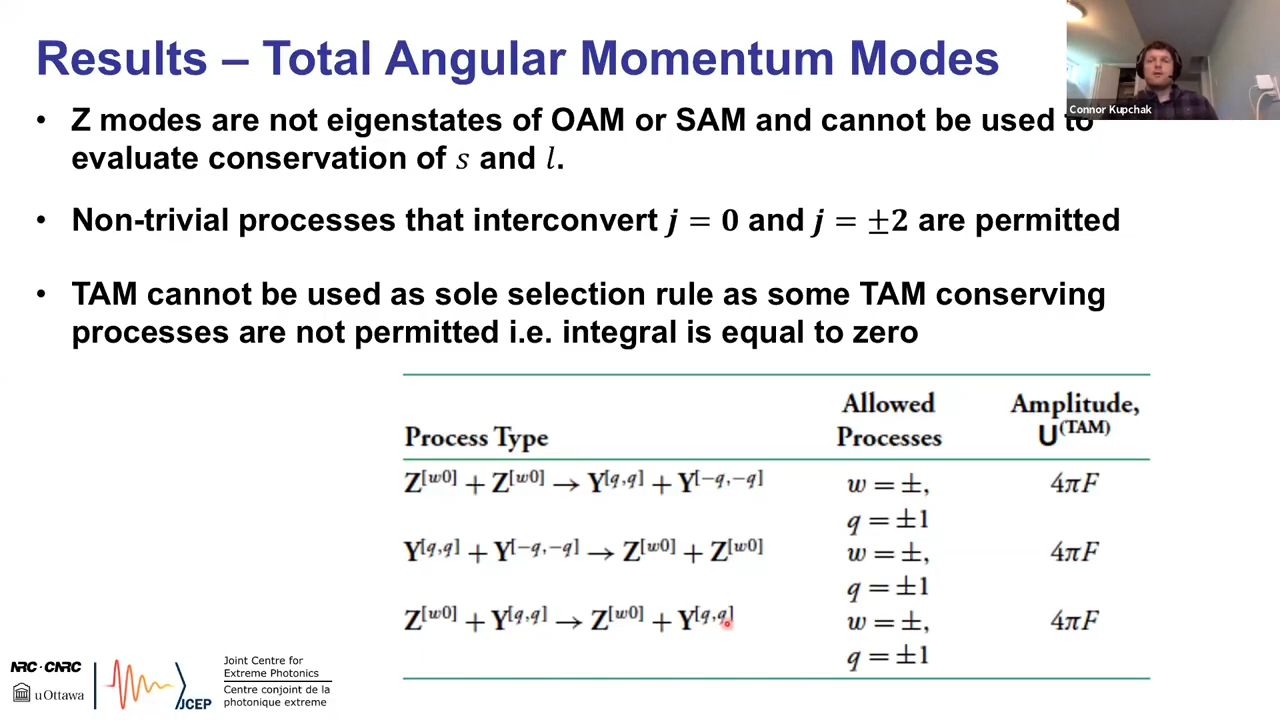 Results – Total Angular Momentum Modes
Connor Kupchak
• Z modes are not eigenstates of OAM or SAM and cannot be used to
evaluate conservation of s and l.
• Non-trivial processes that interconvert j = 0 and j = ±2 are permitted
• TAM cannot be used as sole selection rule as some TAM conserving
processes are not permitted i.e. integral is equal to zero
Process Type Allowed Processes Amplitude, U^(TAM)
Z^[w0] + Z^[w0] → Y^[q,q] + Y^[−q,−q] w = ±, 4πF
q = ±1
Y^[q,q] + Y^[−q,−q] → Z^[w0] + Z^[w0] w = ±, 4πF
q = ±1
Z^[w0] + Y^[q,q] → Z^[w0] + Y^[q,q] w = ±, 4πF
q = ±1
NRC·CNRC
uOttawa
JCEP
Joint Centre for
Extreme Photonics
Centre conjoint de la
photonique extreme